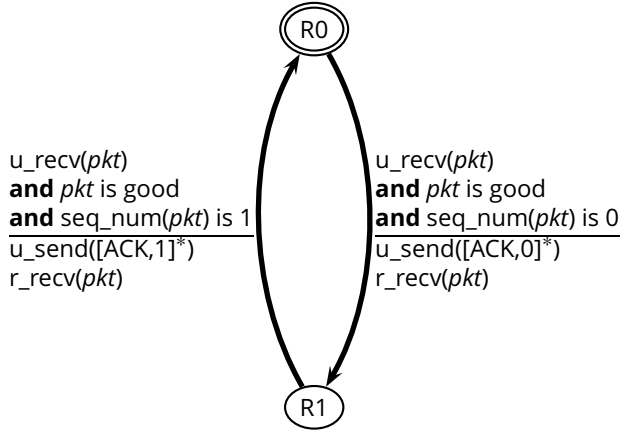 R0
u_recv(pkt)
and pkt is good
and seq_num(pkt) is 1
u_send([ACK,1]*)
r_recv(pkt)
u_recv(pkt)
and pkt is good
and seq_num(pkt) is 0
u_send([ACK,0]*)
r_recv(pkt)
R1